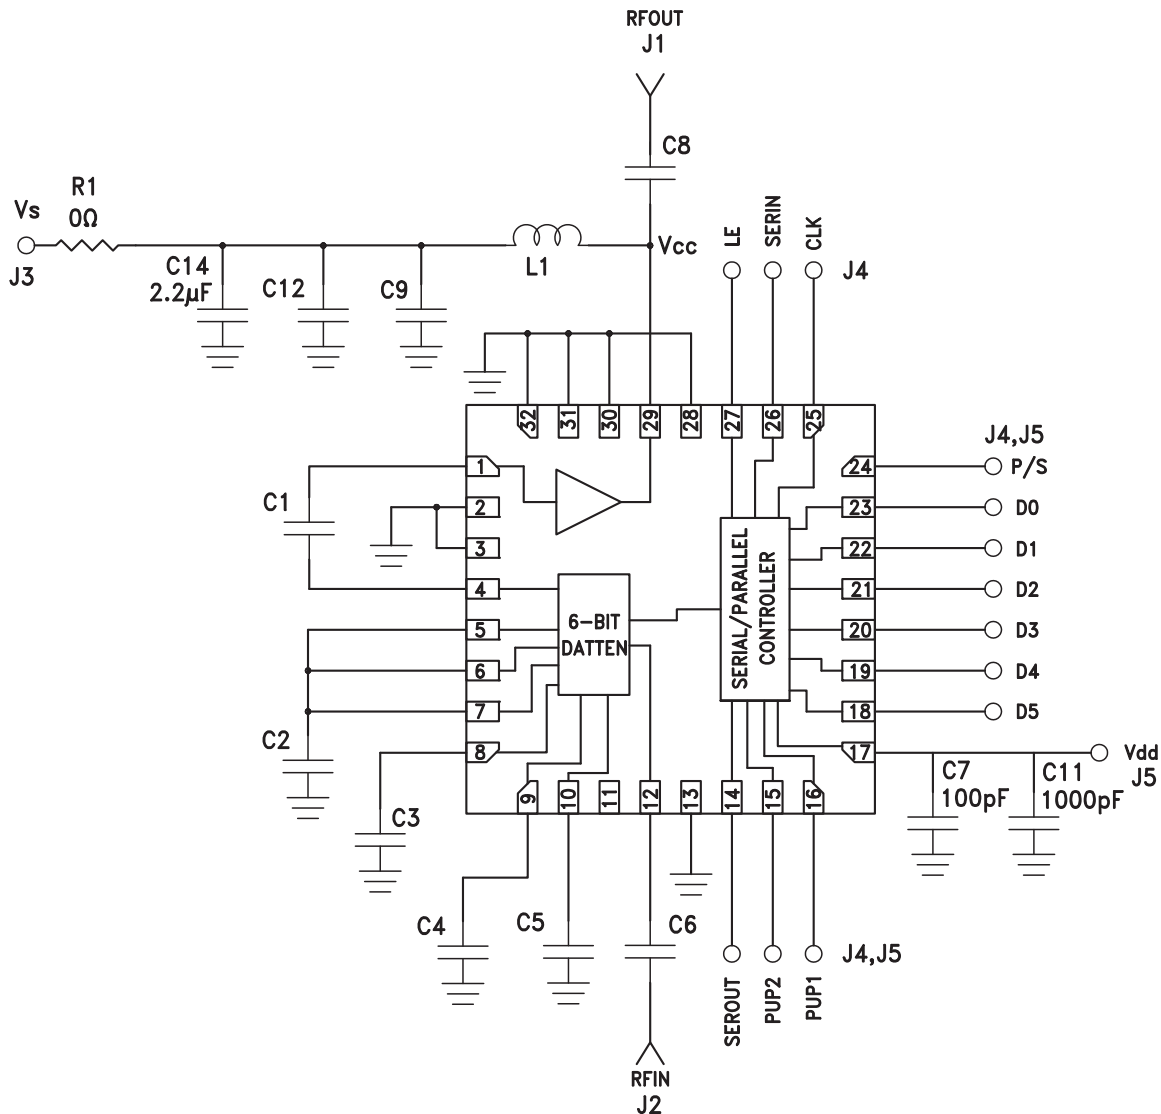 RFOUT
J1
C8
R1
0Ω
Vs
J3
C14
2.2µF
C12
C9
L1
Vcc
LE
SERIN
CLK
J4
32
31
30
29
28
27
26
25
J4,J5
1
24
P/S
C1
2
23
D0
3
22
D1
4
21
D2
SERIAL/PARALLEL
CONTROLLER
6-BIT
DATTEN
5
20
D3
6
19
D4
7
18
D5
C2
8
17
Vdd
J5
C7
100pF
C11
1000pF
9
10
11
12
13
14
15
16
C3
C4
C5
C6
J4,J5
SEROUT
PUP2
PUP1
RFIN
J2